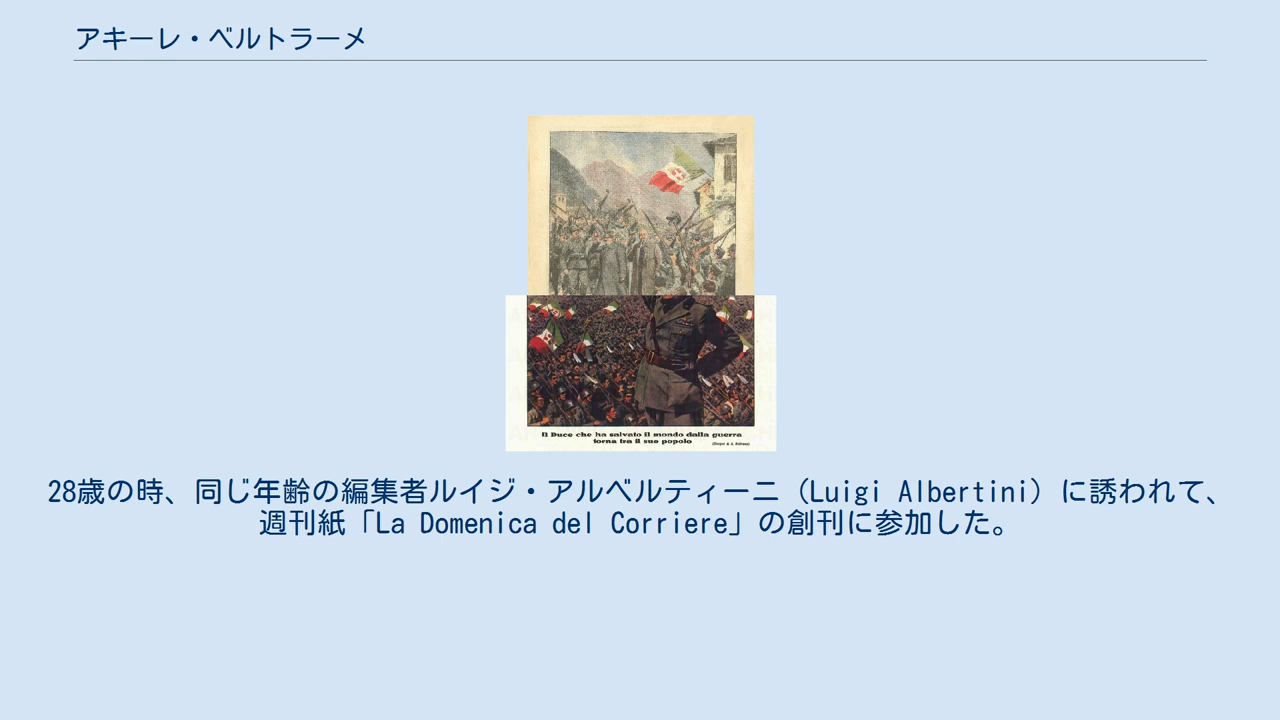 アキーレ・ベルトラーメ
Il Duce che ha salvato il mondo dalla guerra
torna tra il suo popolo
28歳の時、同じ年齢の編集者ルイジ・アルベルティーニ（Luigi Albertini）に誘われて、
週刊紙「La Domenica del Corriere」の創刊に参加した。